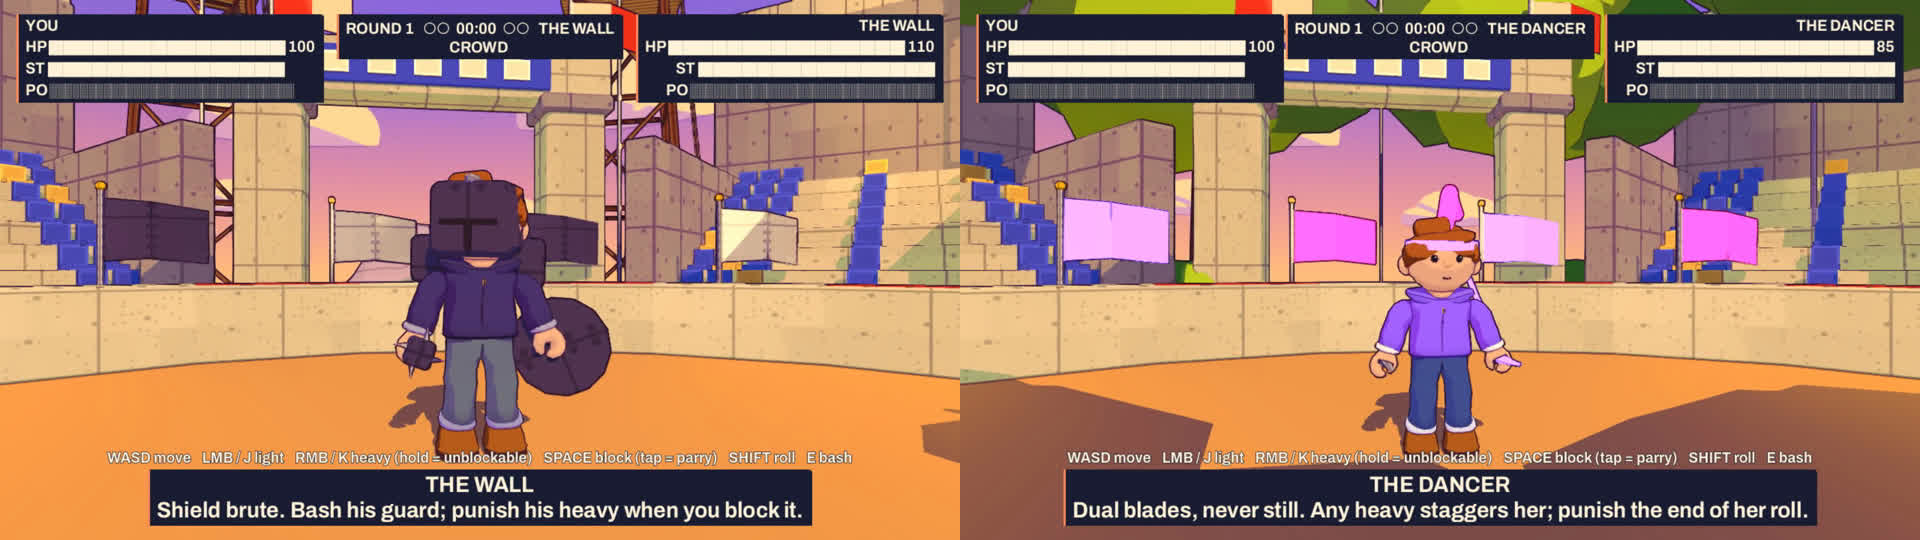 YOU
HP 100
ST
PO
ROUND 1 00:00 THE WALL
CROWD
THE WALL
HP 110
ST
PO
WASD move LMB / J light RMB / K heavy (hold = unblockable) SPACE block (tap = parry) SHIFT roll E bash
THE WALL
Shield brute. Bash his guard; punish his heavy when you block it.
YOU
HP 100
ST
PO
ROUND 1 00:00 THE DANCER
CROWD
THE DANCER
HP 85
ST
PO
WASD move LMB / J light RMB / K heavy (hold = unblockable) SPACE block (tap = parry) SHIFT roll E bash
THE DANCER
Dual blades, never still. Any heavy staggers her; punish the end of her roll.